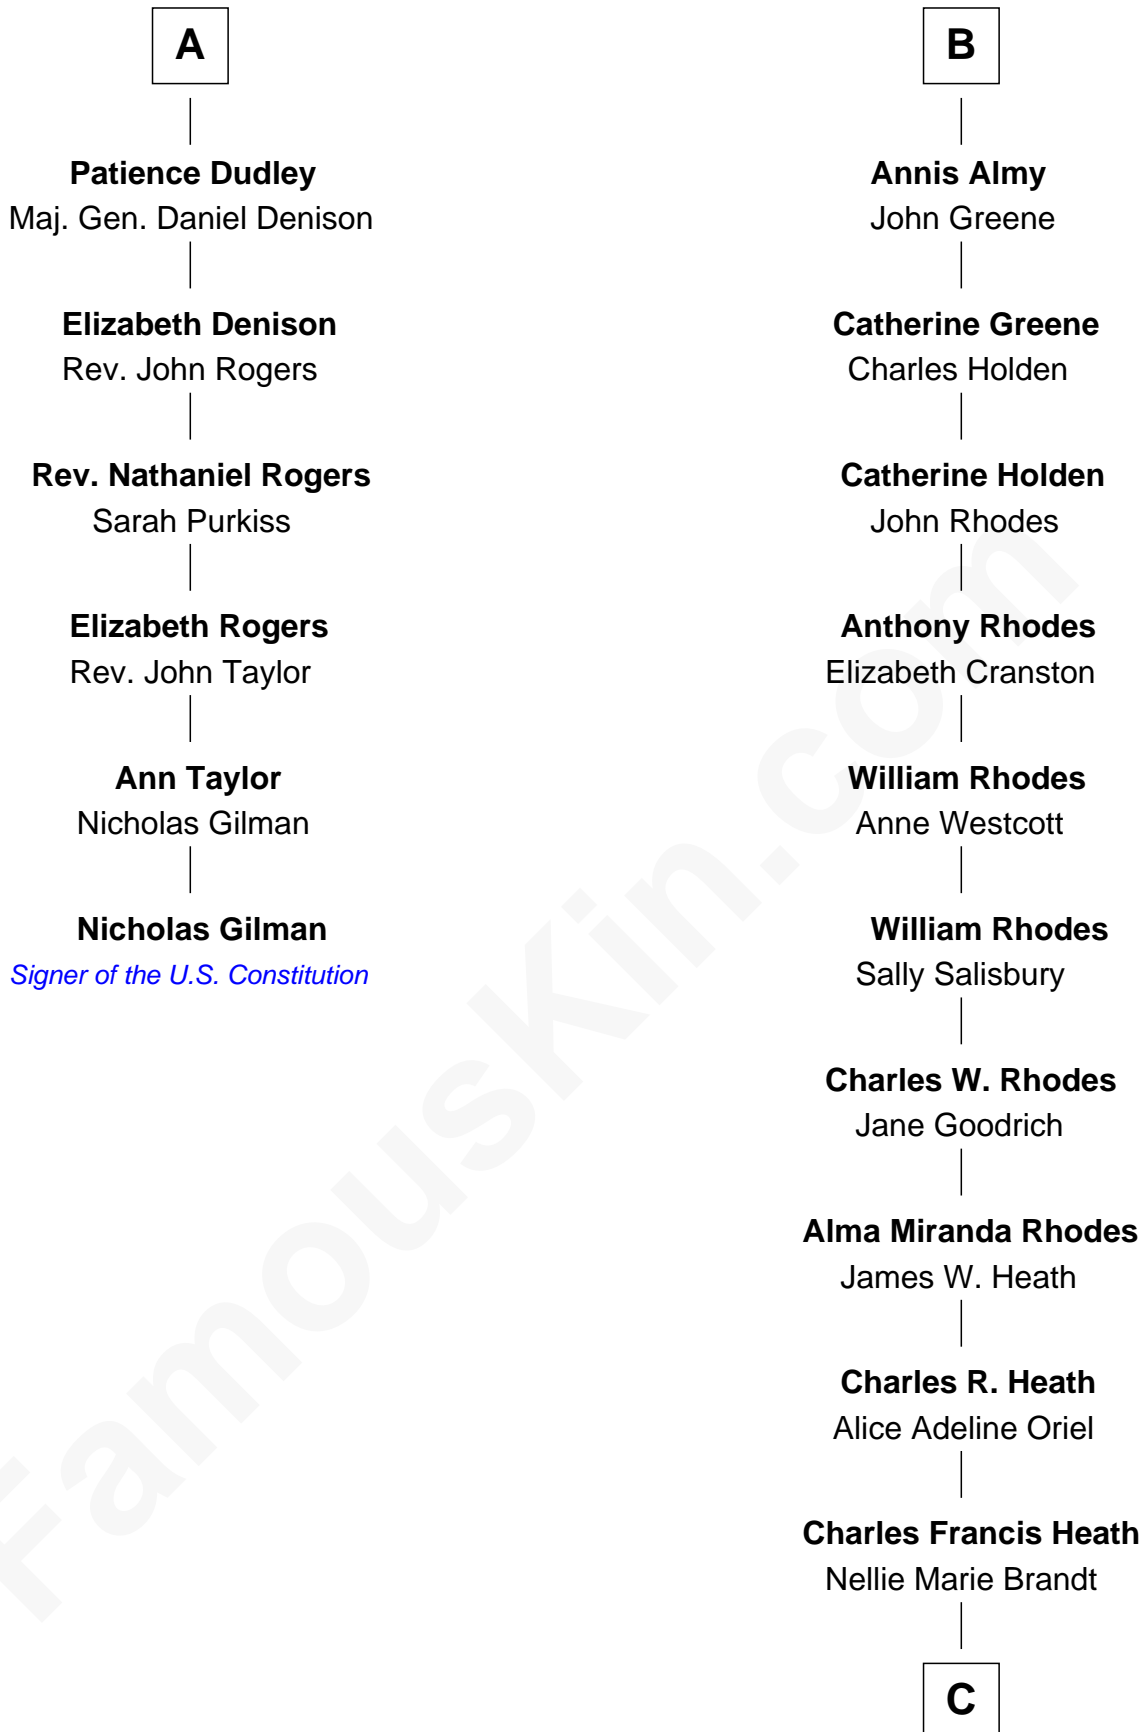 A
Patience Dudley
Maj. Gen. Daniel Denison
Elizabeth Denison
Rev. John Rogers
Rev. Nathaniel Rogers
Sarah Purkiss
Elizabeth Rogers
Rev. John Taylor
Ann Taylor
Nicholas Gilman
Nicholas Gilman
Signer of the U.S. Constitution
B
Annis Almy
John Greene
Catherine Greene
Charles Holden
Catherine Holden
John Rhodes
Anthony Rhodes
Elizabeth Cranston
William Rhodes
Anne Westcott
William Rhodes
Sally Salisbury
Charles W. Rhodes
Jane Goodrich
Alma Miranda Rhodes
James W. Heath
Charles R. Heath
Alice Adeline Oriel
Charles Francis Heath
Nellie Marie Brandt
C
FamousKin.com